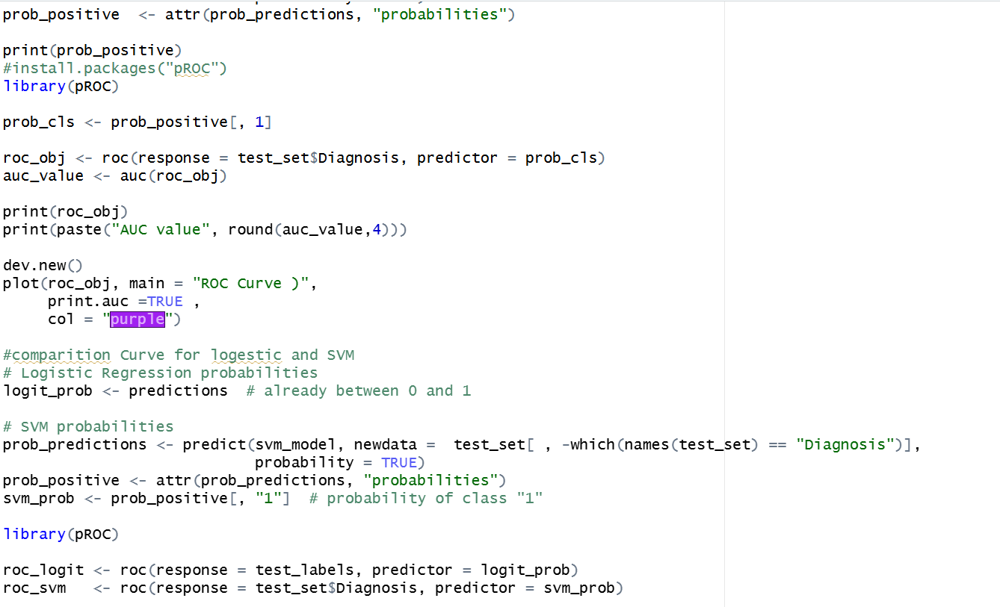 prob_positive  <- attr(prob_predictions, "probabilities")
print(prob_positive)
#install.packages("pROC")
library(pROC)
prob_cls <- prob_positive[, 1]
roc_obj <- roc(response = test_set$Diagnosis, predictor = prob_cls)
auc_value <- auc(roc_obj)
print(roc_obj)
print(paste("AUC value", round(auc_value,4)))
dev.new()
plot(roc_obj, main = "ROC Curve )",
     print.auc =TRUE ,
     col = "purple")
#comparition Curve for logestic and SVM
# Logistic Regression probabilities
logit_prob <- predictions  # already between 0 and 1
# SVM probabilities
prob_predictions <- predict(svm_model, newdata =  test_set[ , -which(names(test_set) == "Diagnosis")],
                            probability = TRUE)
prob_positive <- attr(prob_predictions, "probabilities")
svm_prob <- prob_positive[, "1"]  # probability of class "1"
library(pROC)
roc_logit <- roc(response = test_labels, predictor = logit_prob)
roc_svm   <- roc(response = test_set$Diagnosis, predictor = svm_prob)